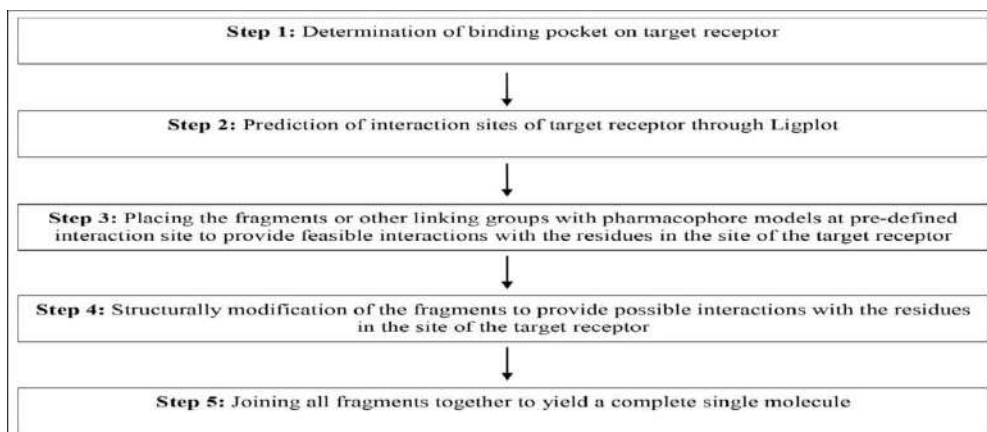 Step 1: Determination of binding pocket on target receptor
Step 2: Prediction of interaction sites of target receptor through Ligplot
Step 3: Placing the fragments or other linking groups with pharmacophore models at pre-defined
interaction site to provide feasible interactions with the residues in the site of the target receptor
Step 4: Structurally modification of the fragments to provide possible interactions with the residues
in the site of the target receptor
Step 5: Joining all fragments together to yield a complete single molecule